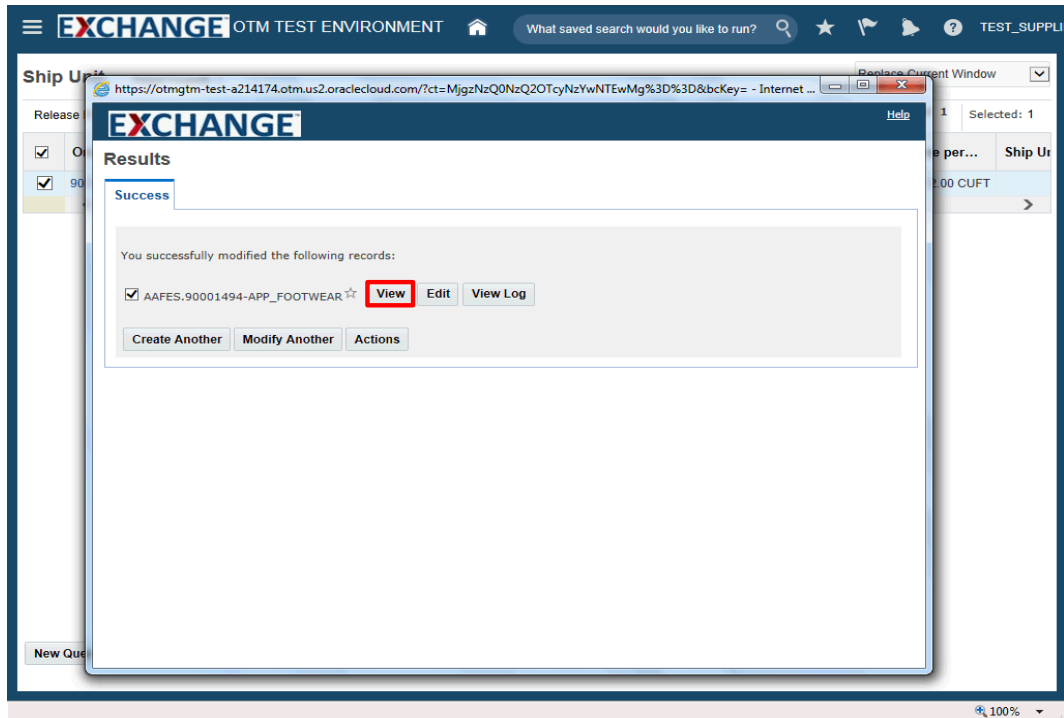 EXCHANGE OTM TEST ENVIRONMENT What saved search would you like to run? ? TEST_SUPPLI
Ship Unit Replace Current Window
https://otmgtm-test-a214174.otm.us2.oraclecloud.com/?ct=MjgzNzQ0NzQ2OTcyNzYwNTEwMg%3D%3D&bcKey= - Internet ...
Release 1 Selected: 1
EXCHANGE Help
Results
e per... Ship Un
90 2.00 CUFT
Success
You successfully modified the following records:
AAFES.90001494-APP_FOOTWEAR View Edit View Log
Create Another Modify Another Actions
New Que
100%